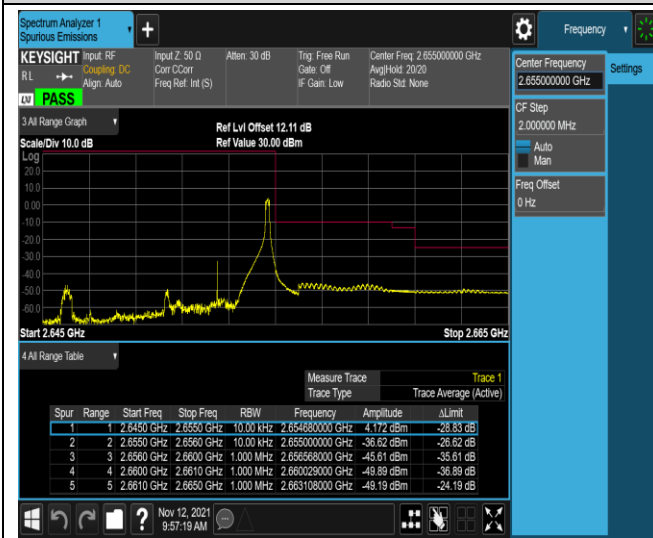 Spectrum Analyzer 1
Spurious Emissions
Frequency
KEYSIGHT Input: RF Input Z: 50 Ω Atten: 30 dB Trig: Free Run Center Freq: 2.655000000 GHz
RL Coupling: DC Corr CCorr Gate: Off Avg|Hold: 20/20
Align: Auto Freq Ref: Int (S) IF Gain: Low Radio Std: None
LXI PASS
Center Frequency
2.655000000 GHz
Settings
CF Step
2.000000 MHz
Auto
Man
Freq Offset
0 Hz
3 All Range Graph
Ref Lvl Offset 12.11 dB
Scale/Div 10.0 dB Ref Value 30.00 dBm
Log
20.0
10.0
0.00
-10.0
-20.0
-30.0
-40.0
-50.0
-60.0
Start 2.645 GHz Stop 2.665 GHz
4 All Range Table
Measure Trace Trace 1
Trace Type Trace Average (Active)
Spur Range Start Freq Stop Freq RBW Frequency Amplitude ΔLimit
1 1 2.6450 GHz 2.6550 GHz 10.00 kHz 2.654680000 GHz 4.172 dBm -28.83 dB
2 2 2.6550 GHz 2.6560 GHz 10.00 kHz 2.655000000 GHz -36.62 dBm -26.62 dB
3 3 2.6560 GHz 2.6600 GHz 1.000 MHz 2.656568000 GHz -45.61 dBm -35.61 dB
4 4 2.6600 GHz 2.6610 GHz 1.000 MHz 2.660029000 GHz -49.89 dBm -36.89 dB
5 5 2.6610 GHz 2.6650 GHz 1.000 MHz 2.663108000 GHz -49.19 dBm -24.19 dB
Nov 12, 2021
9:57:19 AM